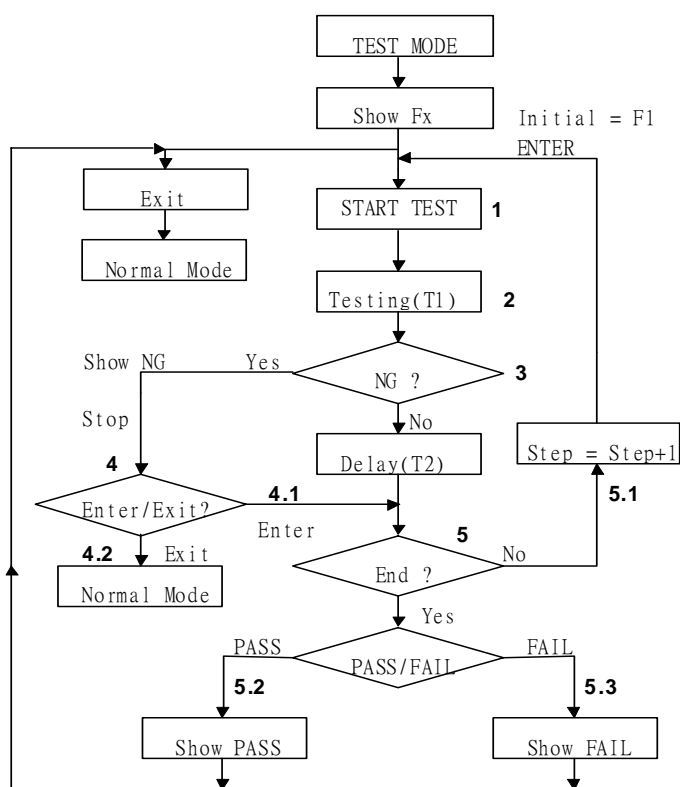 TEST MODE
Show Fx
Initial = F1
ENTER
Exit
START TEST
1
Normal Mode
Testing(T1)
2
Show NG
Yes
NG ?
3
Stop
No
Delay(T2)
Step = Step+1
4
Enter/Exit?
4.1
Enter
5.1
5
4.2
Exit
End ?
No
Normal Mode
Yes
PASS
PASS/FAIL
FAIL
5.2
5.3
Show PASS
Show FAIL